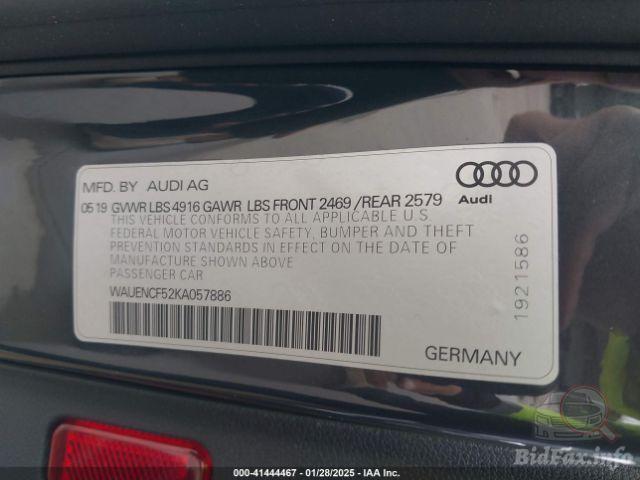 MFD. BY AUDI AG
Audi
0519 GVWR LBS 4916 GAWR LBS FRONT 2469 /REAR 2579
THIS VEHICLE CONFORMS TO ALL APPLICABLE U.S.
FEDERAL MOTOR VEHICLE SAFETY, BUMPER AND THEFT
PREVENTION STANDARDS IN EFFECT ON THE DATE OF
MANUFACTURE SHOWN ABOVE
PASSENGER CAR
WAUENCF52KA057886
1921586
GERMANY
000-41444467 - 01/28/2025 - IAA Inc.
BidFax.info